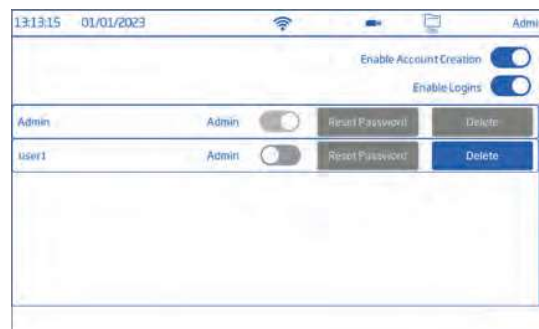 13:13:15 01/01/2023 Admi
Enable Account Creation
Enable Logins
Admin Admin Reset Password Delete
user1 Admin Reset Password Delete